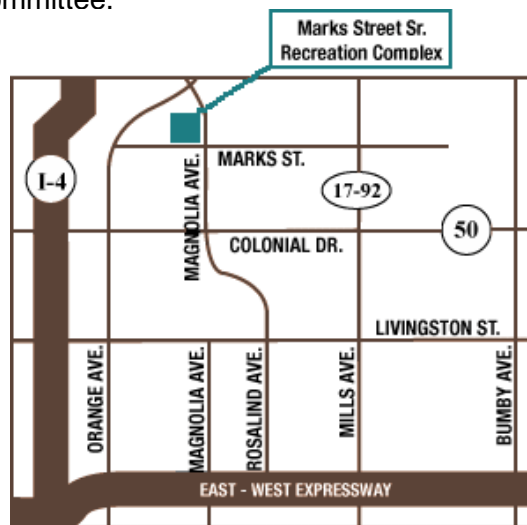 ommittee.
Marks Street Sr.
Recreation Complex
I-4
MAGNOLIA AVE.
MARKS ST.
17-92
50
COLONIAL DR.
LIVINGSTON ST.
ORANGE AVE.
MAGNOLIA AVE.
ROSALIND AVE.
MILLS AVE.
BUMBY AVE.
EAST - WEST EXPRESSWAY